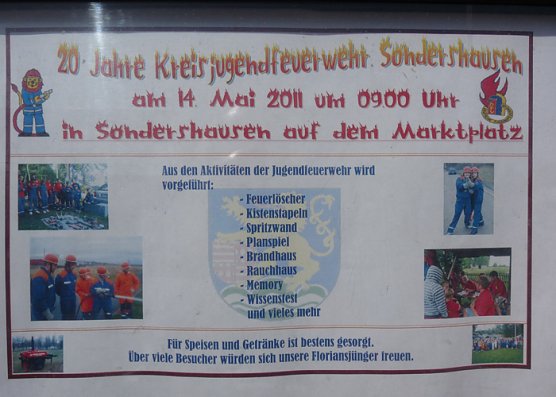 20 Jahre Kreisjugendfeuerwehr Sondershausen
am 14. Mai 2011 um 09.00 Uhr
in Sondershausen auf dem Marktplatz
Aus den Aktivitäten der Jugendfeuerwehr wird
vorgeführt:
- Feuerlöscher
- Kistenstapeln
- Spritzwand
- Planspiel
- Brandhaus
- Rauchhaus
- Memory
- Wissenstest
und vieles mehr
Für Speisen und Getränke ist bestens gesorgt.
Über viele Besucher würden sich unsere Floriansjünger freuen.